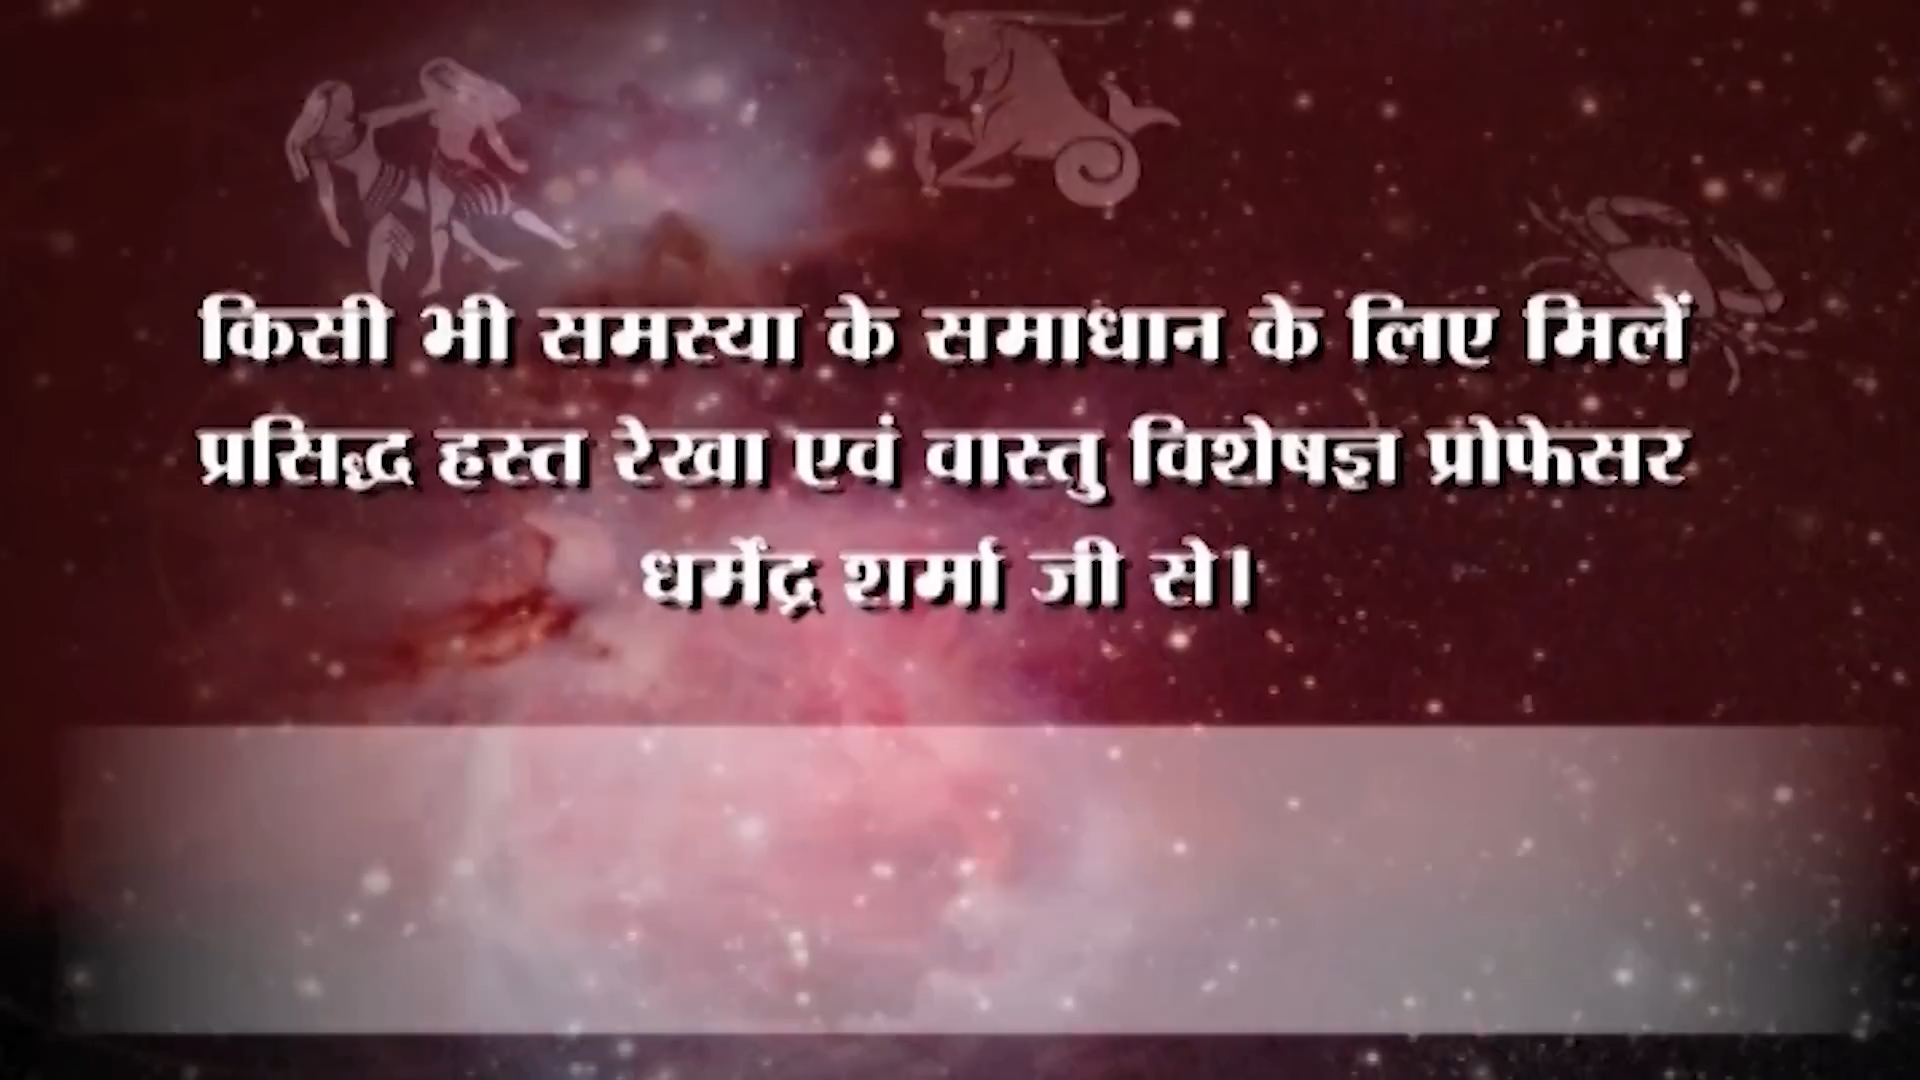 किसी भी समस्या के समाधान के लिए मिलें
प्रसिद्ध हस्त रेखा एवं वास्तु विशेषज्ञ प्रोफेसर
धर्मेंद्र शर्मा जी से।